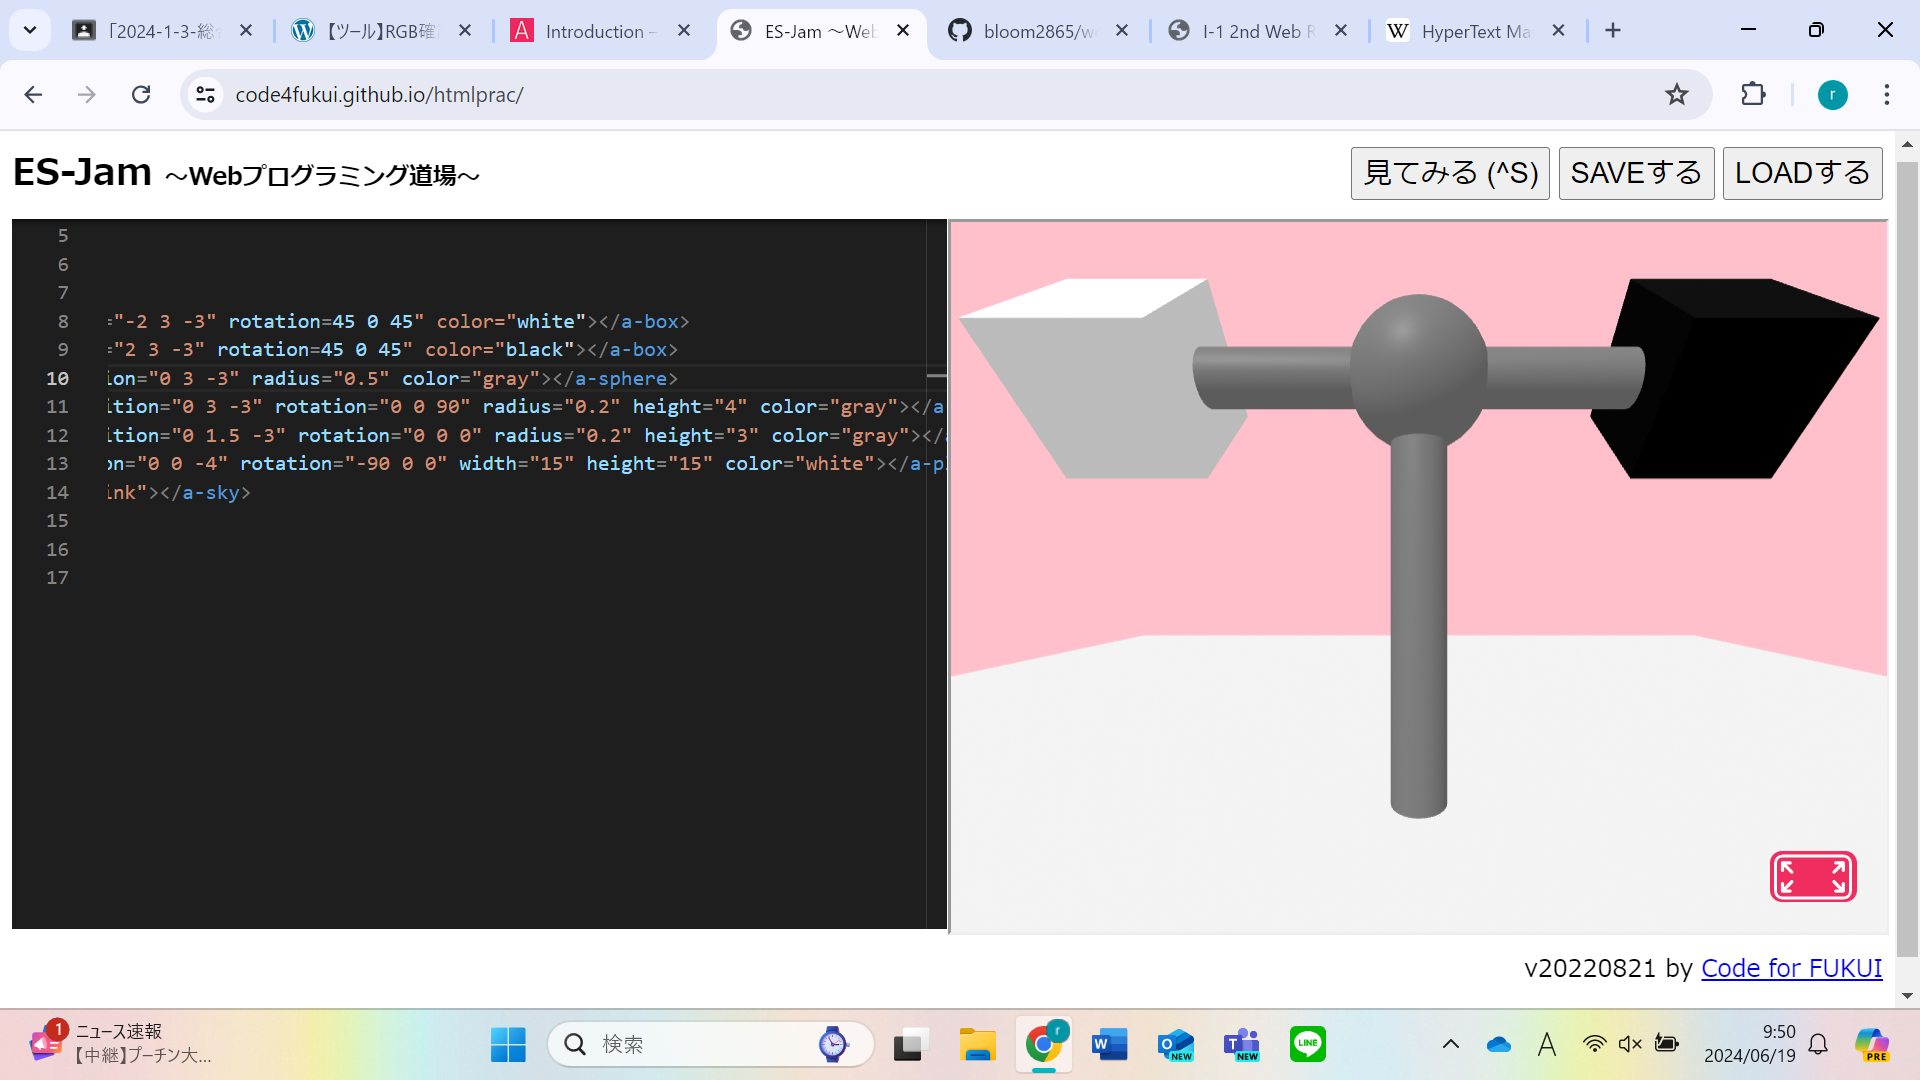 「2024-1-3-総
【ツール】RGB確
Introduction –
ES-Jam ～Web
bloom2865/w
I-1 2nd Web R
HyperText Ma
code4fukui.github.io/htmlprac/
r
ES-Jam ～Webプログラミング道場～
見てみる (^S)
SAVEする
LOADする
5
6
7
8 ="-2 3 -3" rotation=45 0 45" color="white"></a-box>
9 ="2 3 -3" rotation=45 0 45" color="black"></a-box>
10 ion="0 3 -3" radius="0.5" color="gray"></a-sphere>
11 ition="0 3 -3" rotation="0 0 90" radius="0.2" height="4" color="gray"></a
12 ition="0 1.5 -3" rotation="0 0 0" radius="0.2" height="3" color="gray"></a
13 on="0 0 -4" rotation="-90 0 0" width="15" height="15" color="white"></a-p
14 ink"></a-sky>
15
16
17
v20220821 by Code for FUKUI
1
ニュース速報
【中継】プーチン大...
検索
r
W
O NEW
T NEW
LINE
A
9:50
2024/06/19
PRE